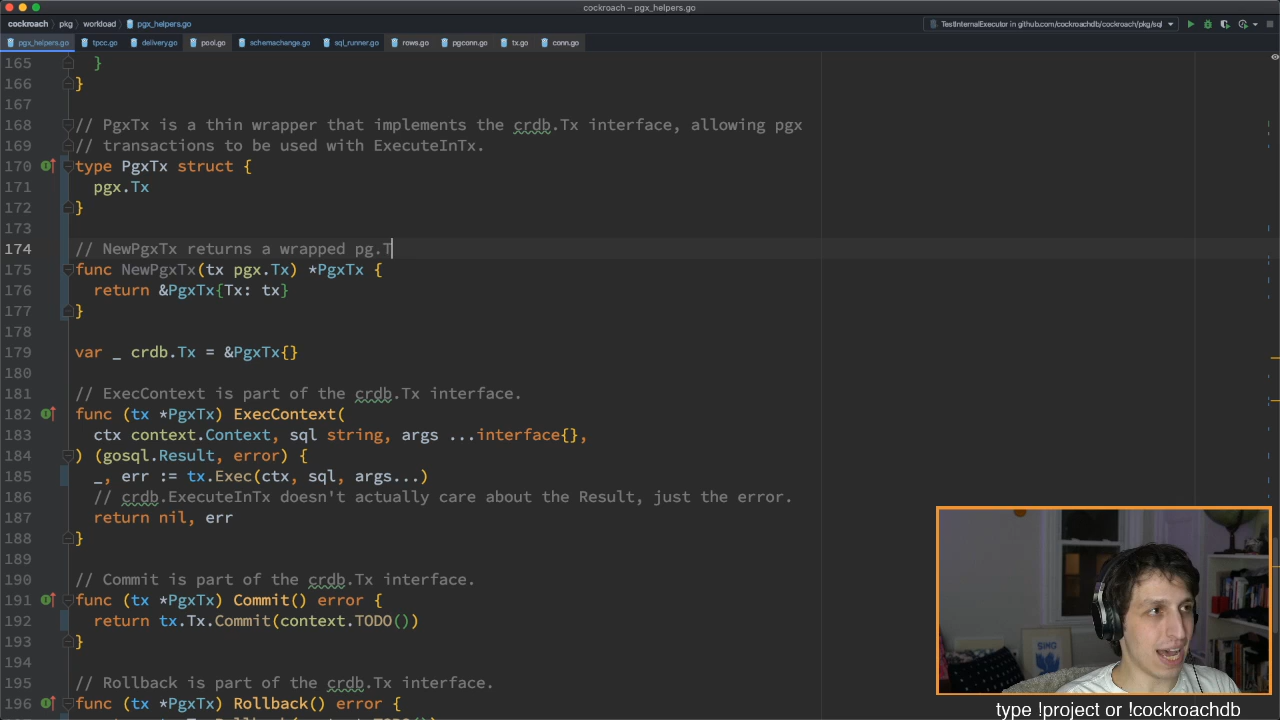 cockroach – pgx_helpers.go
cockroach pkg workload pgx_helpers.go TestInternalExecutor in github.com/cockroachdb/cockroach/pkg/sql
pgx_helpers.go tpcc.go delivery.go pool.go schemachange.go sql_runner.go rows.go pgconn.go tx.go conn.go
165 }
166 }
167
168 // PgxTx is a thin wrapper that implements the crdb.Tx interface, allowing pgx
169 // transactions to be used with ExecuteInTx.
170 type PgxTx struct {
171 pgx.Tx
172 }
173
174 // NewPgxTx returns a wrapped pg.T
175 func NewPgxTx(tx pgx.Tx) *PgxTx {
176 return &PgxTx{Tx: tx}
177 }
178
179 var _ crdb.Tx = &PgxTx{}
180
181 // ExecContext is part of the crdb.Tx interface.
182 func (tx *PgxTx) ExecContext(
183 ctx context.Context, sql string, args ...interface{},
184 ) (gosql.Result, error) {
185 _, err := tx.Exec(ctx, sql, args...)
186 // crdb.ExecuteInTx doesn't actually care about the Result, just the error.
187 return nil, err
188 }
189
190 // Commit is part of the crdb.Tx interface.
191 func (tx *PgxTx) Commit() error {
192 return tx.Tx.Commit(context.TODO())
193 }
194
195 // Rollback is part of the crdb.Tx interface.
196 func (tx *PgxTx) Rollback() error {
SING
type !project or !cockroachdb